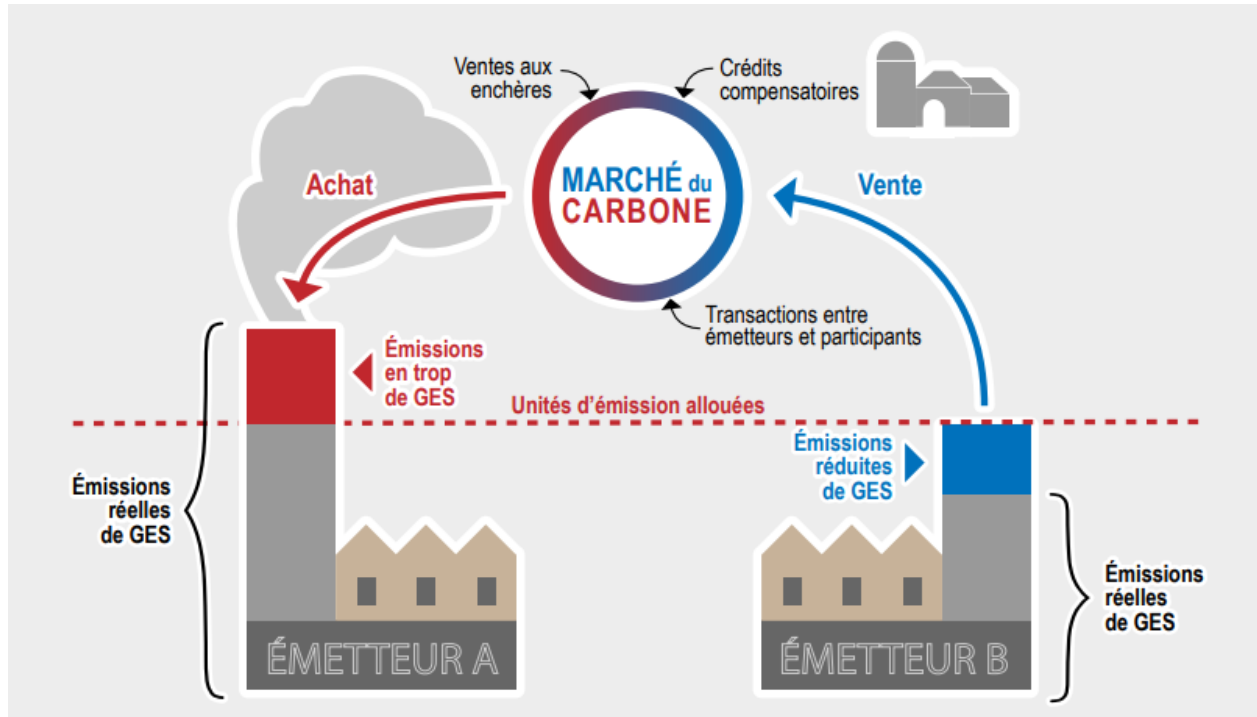 Ventes aux
enchères
Crédits
compensatoires
Achat
MARCHÉ du
CARBONE
Vente
Transactions entre
émetteurs et participants
Émissions
en trop
de GES
Unités d'émission allouées
Émissions
réduites
de GES
Émissions
réelles
de GES
Émissions
réelles
de GES
ÉMETTEUR A
ÉMETTEUR B